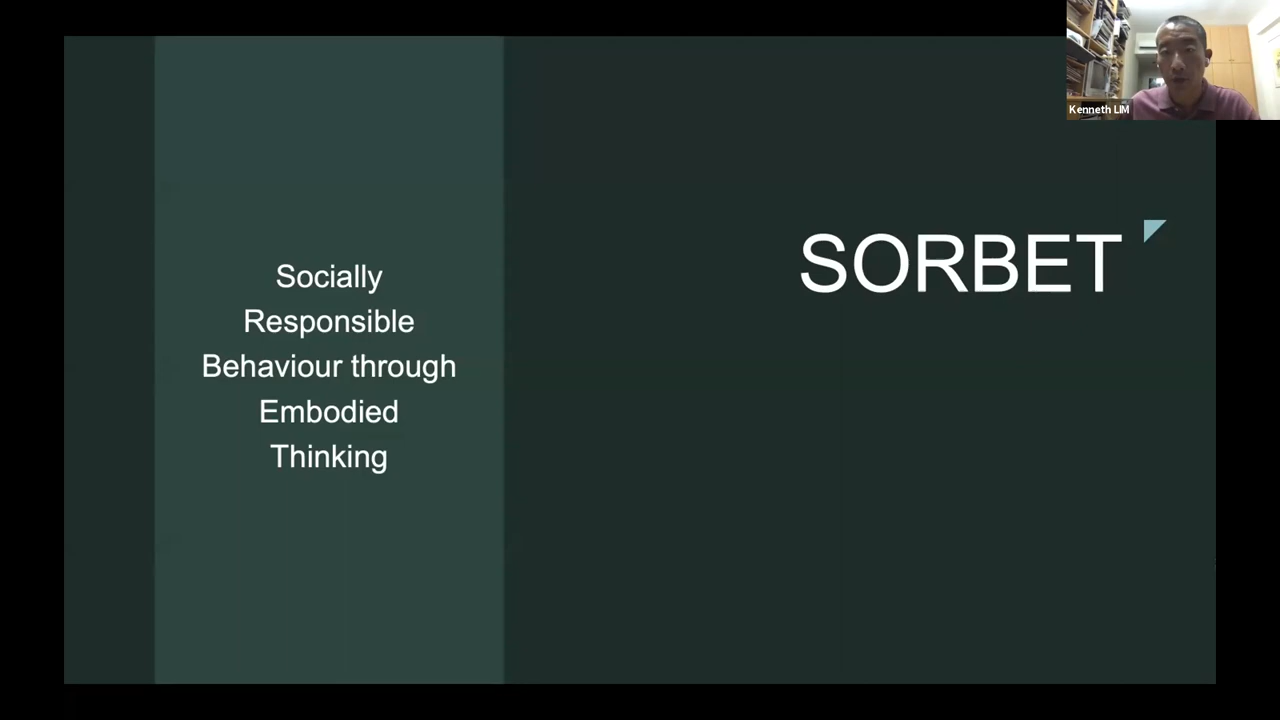 Kenneth LIM
SORBET
Socially
Responsible
Behaviour through
Embodied
Thinking